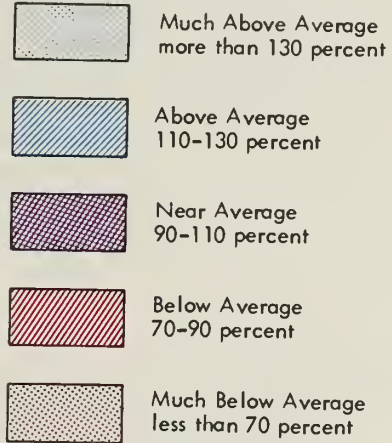 Much Above Average
more than 130 percent
Above Average
110-130 percent
Near Average
90-110 percent
Below Average
70-90 percent
Much Below Average
less than 70 percent